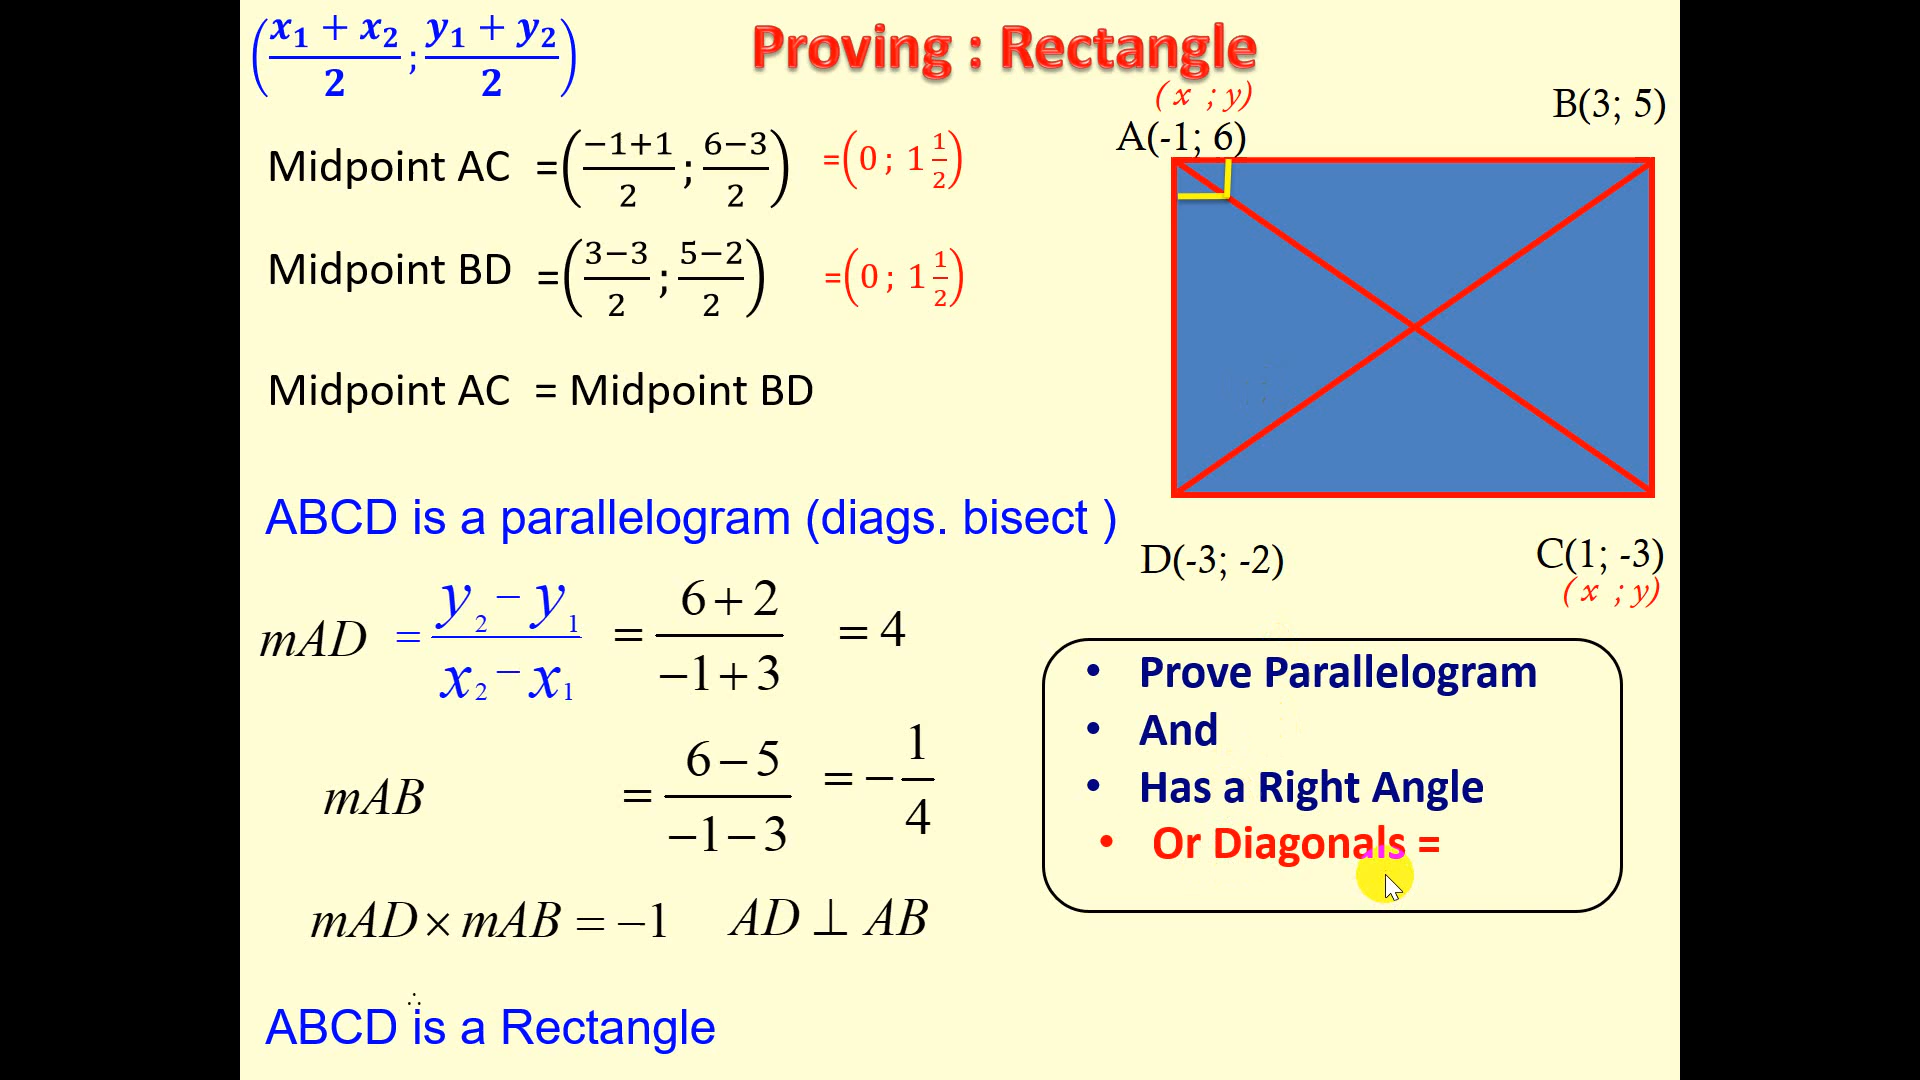 Proving : Rectangle
(x₁ + x₂ / 2 ; y₁ + y₂ / 2)
( x ; y)
A(-1; 6)
B(3; 5)
Midpoint AC = (−1+1 / 2 ; 6−3 / 2) = (0 ; 1 1/2)
Midpoint BD = (3−3 / 2 ; 5−2 / 2) = (0 ; 1 1/2)
Midpoint AC = Midpoint BD
ABCD is a parallelogram (diags. bisect )
D(-3; -2)
C(1; -3)
( x ; y)
mAD = y₂ − y₁ / x₂ − x₁ = 6 + 2 / −1 + 3 = 4
mAB = 6 − 5 / −1 − 3 = − 1/4
mAD × mAB = −1 AD ⊥ AB
∴
ABCD is a Rectangle
• Prove Parallelogram
• And
• Has a Right Angle
• Or Diagonals =